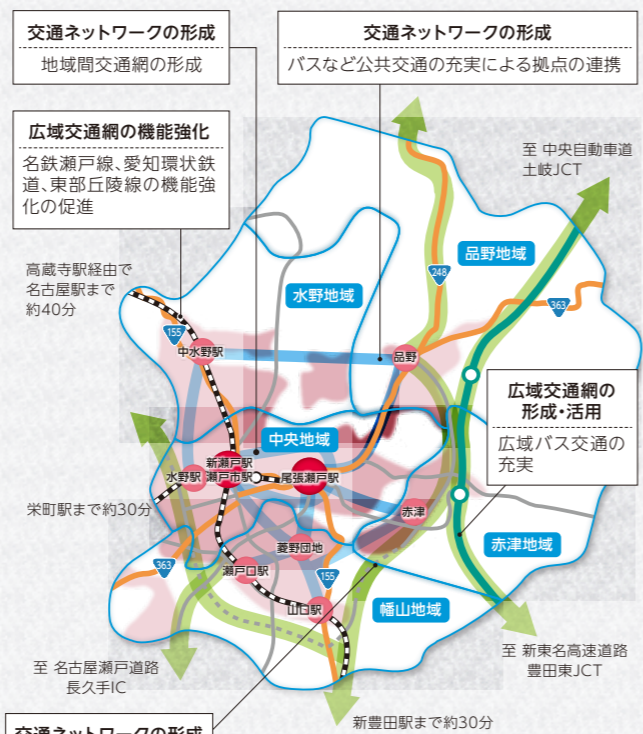 交通ネットワークの形成
地域間交通網の形成
交通ネットワークの形成
バスなど公共交通の充実による拠点の連携
広域交通網の機能強化
名鉄瀬戸線、愛知環状鉄
道、東部丘陵線の機能強
化の促進
至 中央自動車道
土岐JCT
高蔵寺駅経由で
名古屋駅まで
約40分
品野地域
水野地域
248
363
155
中水野駅
品野
広域交通網の
形成・活用
広域バス交通の
充実
中央地域
新瀬戸駅
瀬戸市駅
水野駅
尾張瀬戸駅
栄町駅まで約30分
赤津
赤津地域
菱野団地
363
瀬戸口駅
155
山口駅
幡山地域
至 名古屋瀬戸道路
長久手IC
至 新東名高速道路
豊田東JCT
新豊田駅まで約30分
交通ネットワークの形成